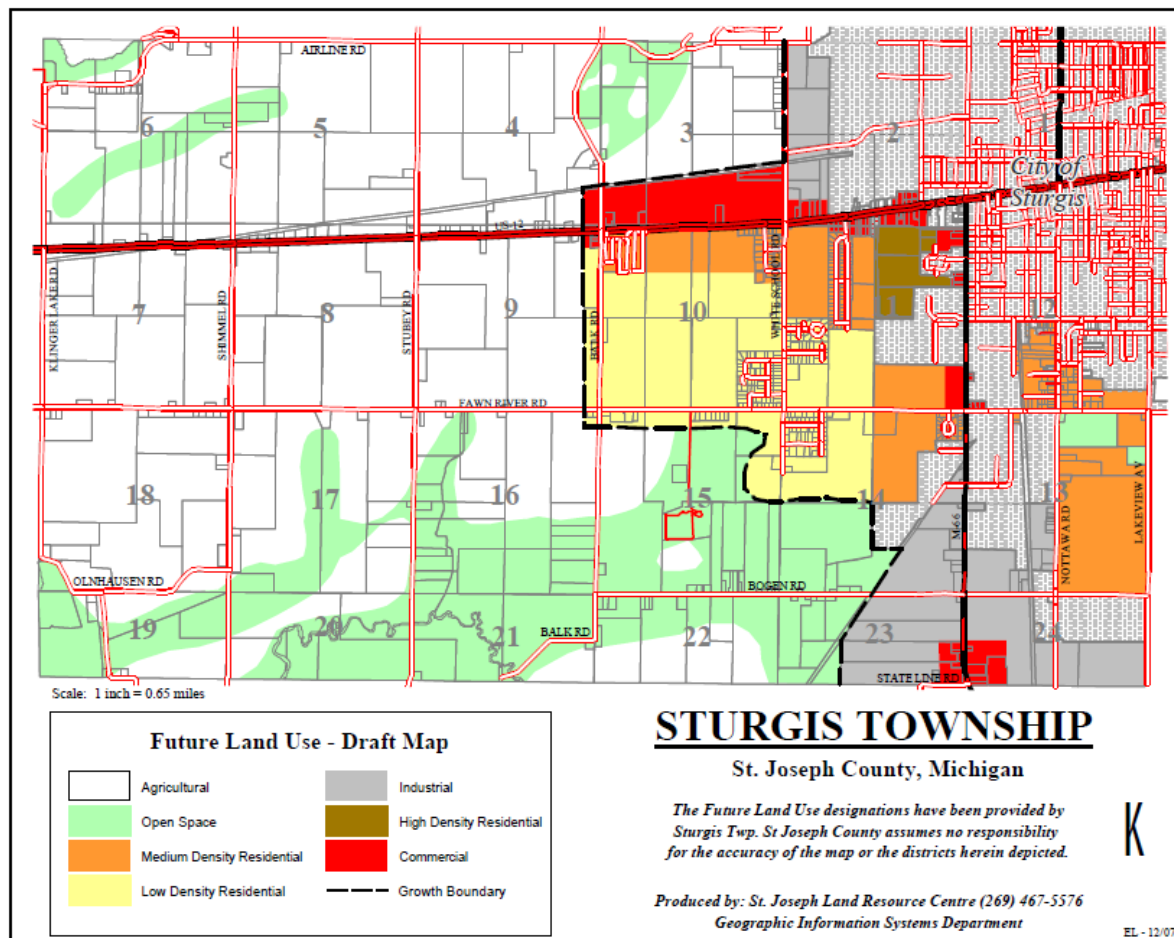 AIRLINE RD
6
5
4
3
2
1
City of
Sturgis
US-12
KLINGER LAKE RD
SHIMMEL RD
STUBEY RD
BALK RD
WHITE SCHOOL RD
7
8
9
10
12
FAWN RIVER RD
18
17
16
15
14
13
M-66
NOTTAWA RD
LAKEVIEW AV
OLNHAUSEN RD
BOGEN RD
19
20
21
BALK RD
22
23
24
STATE LINE RD
Scale: 1 inch = 0.65 miles
Future Land Use - Draft Map
Agricultural
Industrial
Open Space
High Density Residential
Medium Density Residential
Commercial
Low Density Residential
Growth Boundary
STURGIS TOWNSHIP
St. Joseph County, Michigan
The Future Land Use designations have been provided by
Sturgis Twp. St Joseph County assumes no responsibility
for the accuracy of the map or the districts herein depicted.
K
Produced by: St. Joseph Land Resource Centre (269) 467-5576
Geographic Information Systems Department
EL - 12/07